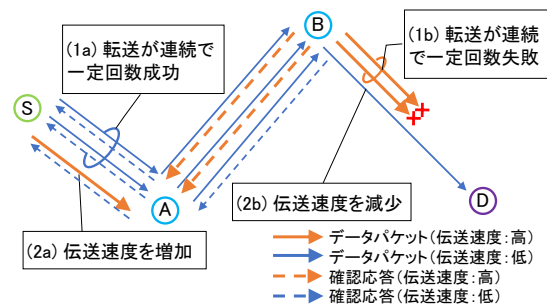 (1a) 転送が連続で
一定回数成功
B
(1b) 転送が連続
で一定回数失敗
S
A
(2b) 伝送速度を減少
D
(2a) 伝送速度を増加
データパケット(伝送速度:高)
データパケット(伝送速度:低)
確認応答(伝送速度:高)
確認応答(伝送速度:低)